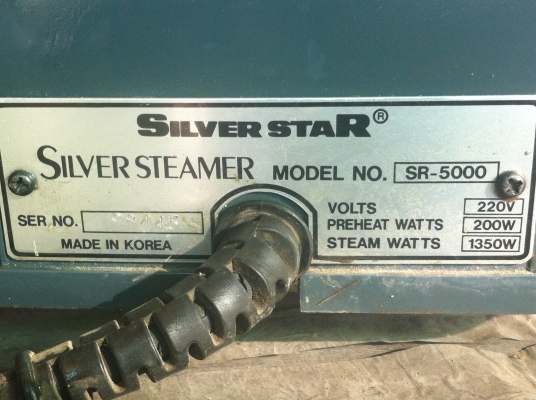 SILVER STAR®
SILVER STEAMER MODEL NO. SR-5000
SER.NO.
MADE IN KOREA
VOLTS 220V
PREHEAT WATTS 200W
STEAM WATTS 1350W